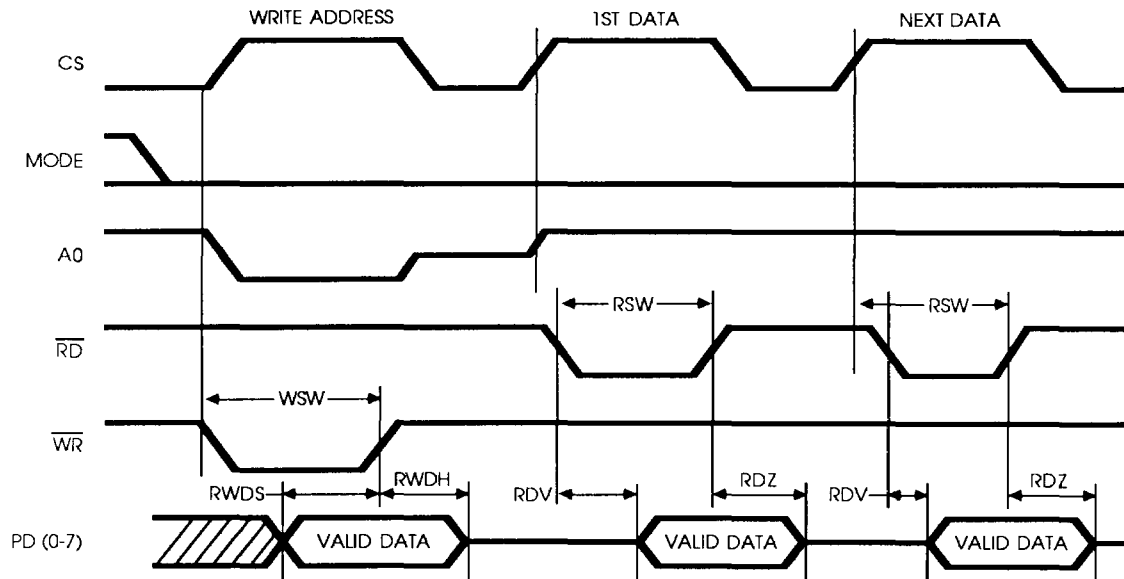 WRITE ADDRESS 1ST DATA NEXT DATA
CS
MODE
A0
RSW RSW
RD
WSW
WR
RWDS RWDH RDV RDZ RDV RDZ
PD (0-7) VALID DATA VALID DATA VALID DATA